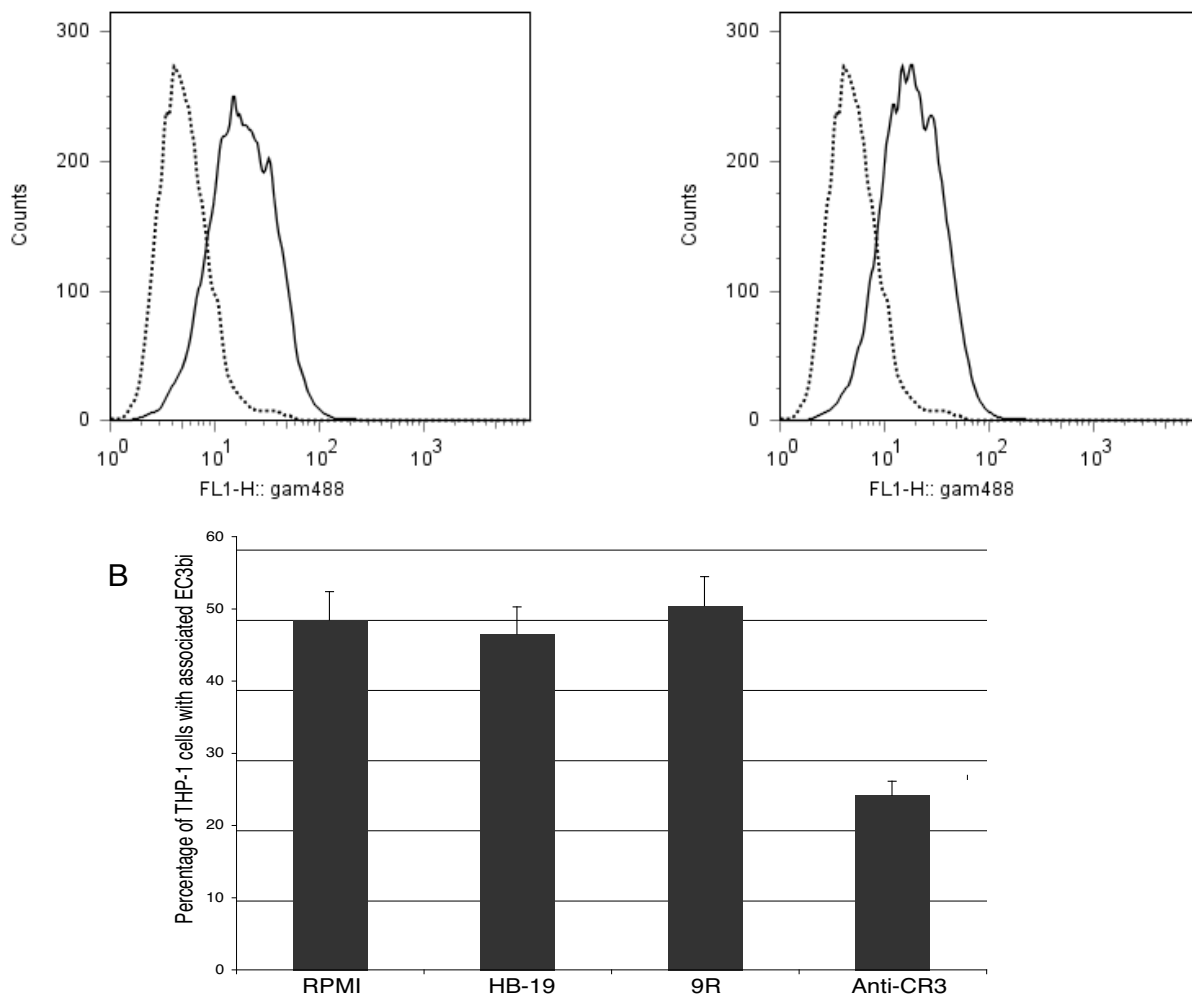 300
200
100
0
Counts
10^0 10^1 10^2 10^3
FL1-H:: gam488
300
200
100
0
Counts
10^0 10^1 10^2 10^3
FL1-H:: gam488
B
Percentage of THP-1 cells with associated EC3bi
60
50
40
30
20
10
0
RPMI HB-19 9R Anti-CR3